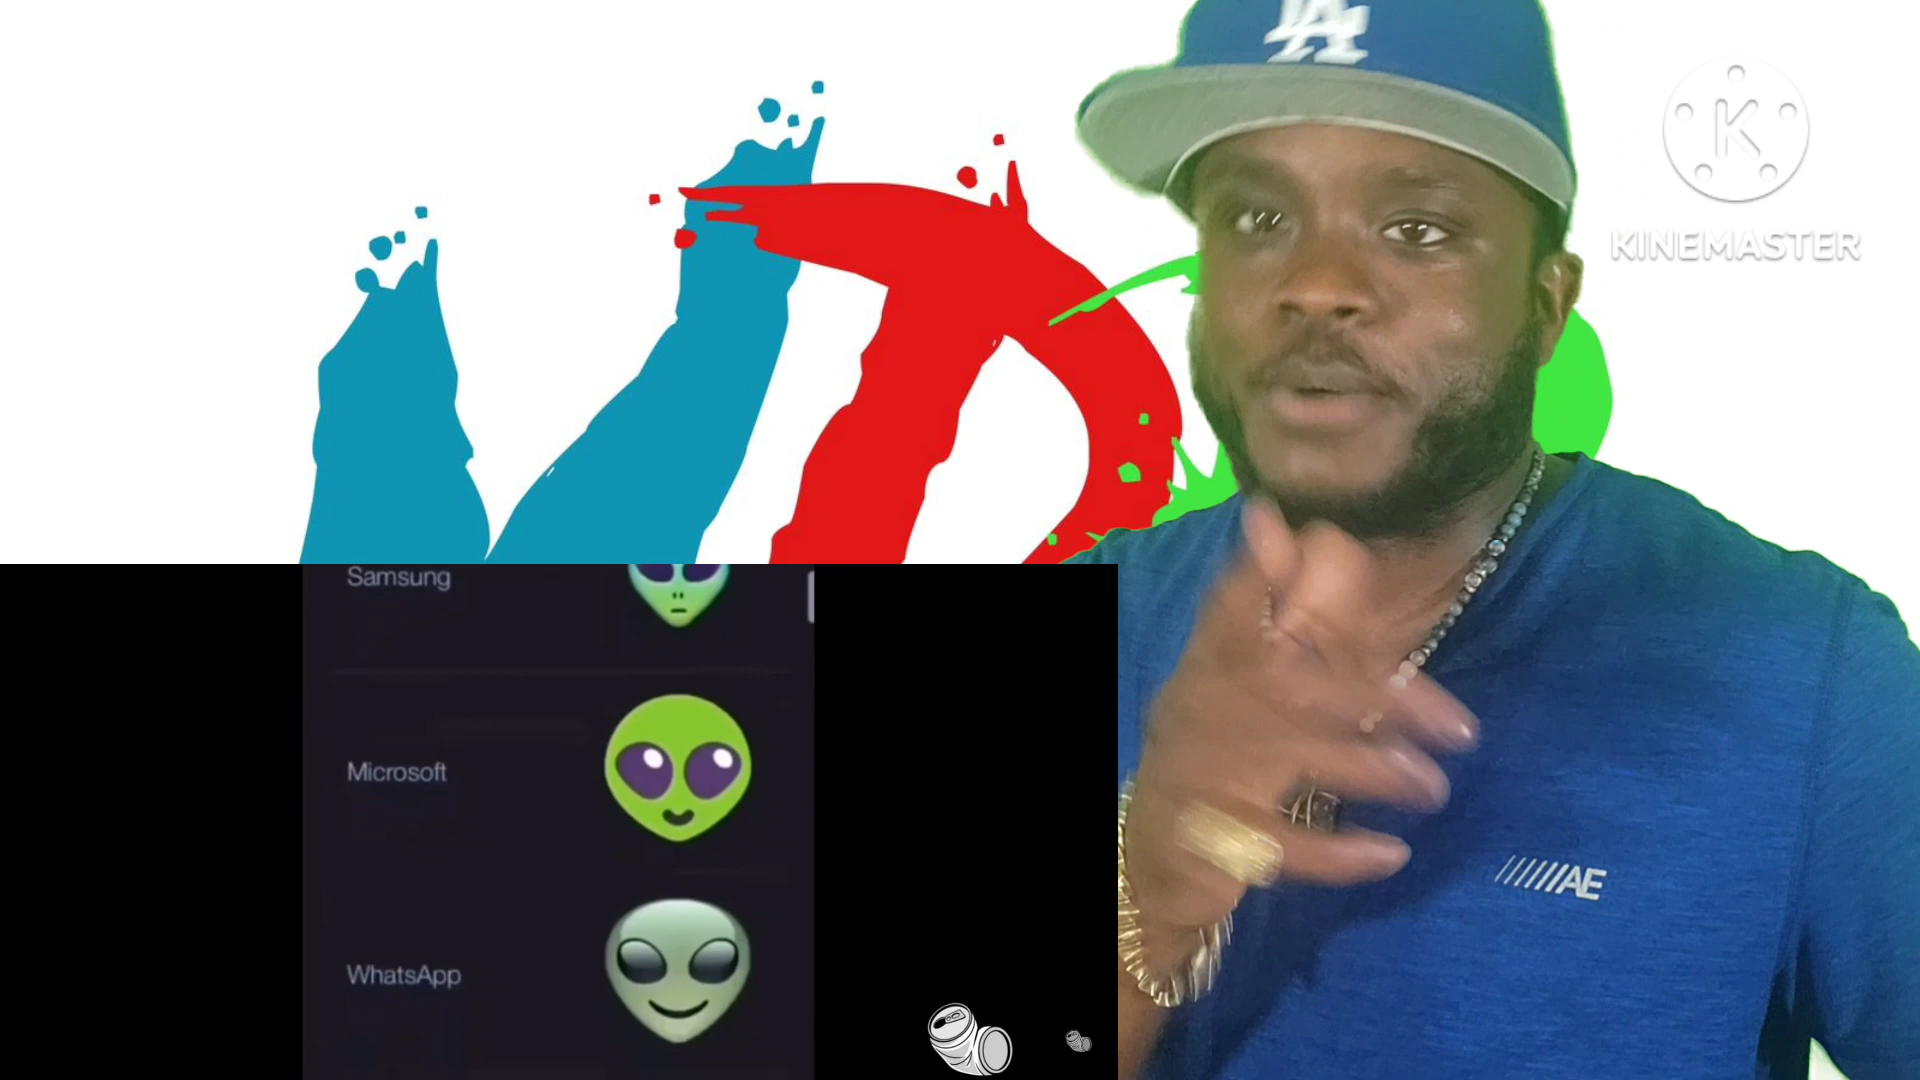 LA
K
KINEMASTER
Samsung
Microsoft
WhatsApp
//////AE